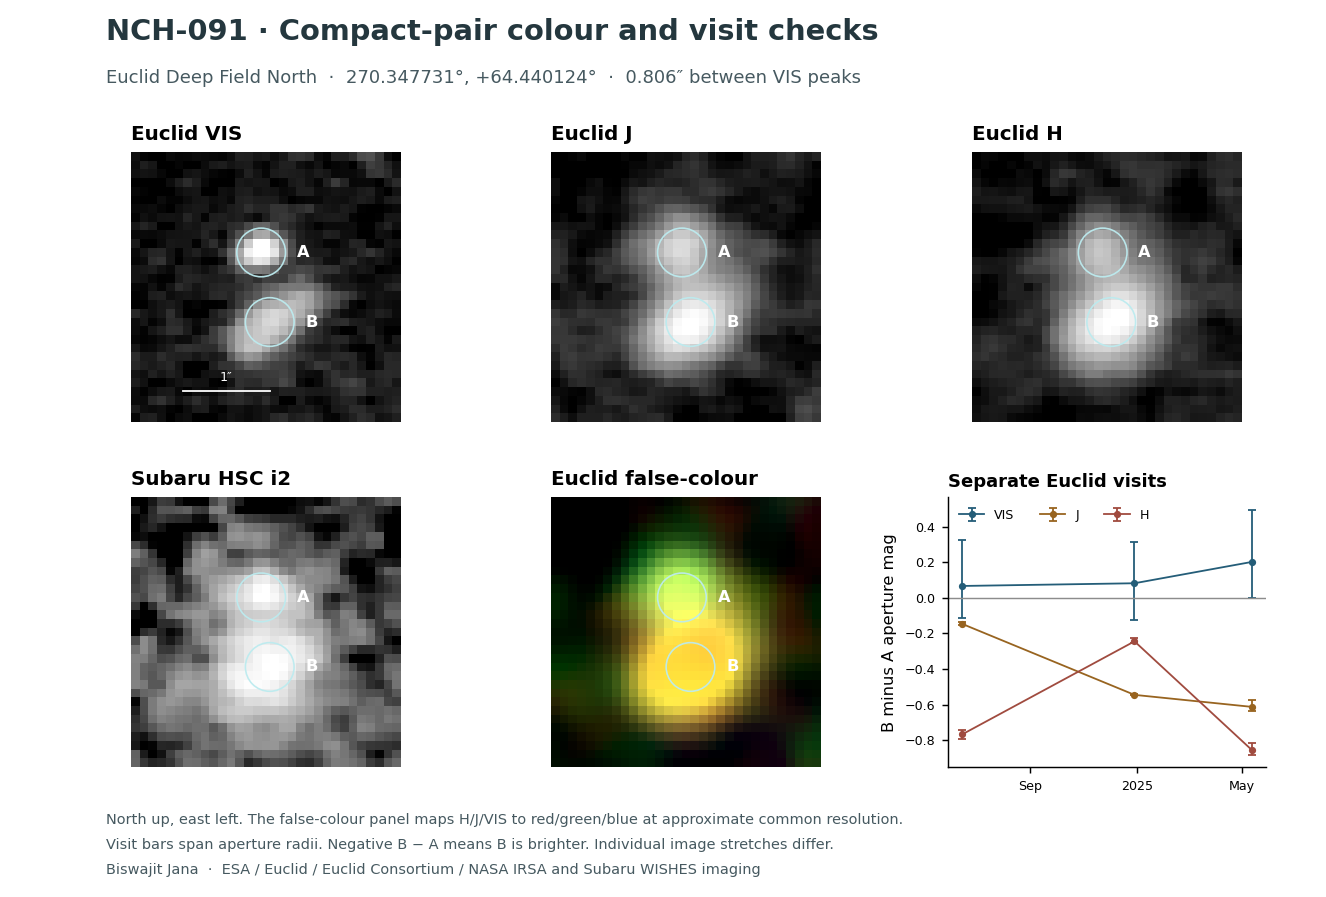 NCH-091 · Compact-pair colour and visit checks
Euclid Deep Field North · 270.347731°, +64.440124° · 0.806″ between VIS peaks
Euclid VIS
A
B
1″
Euclid J
A
B
Euclid H
A
B
Subaru HSC i2
A
B
Euclid false-colour
A
B
Separate Euclid visits
VIS J H
B minus A aperture mag
0.4
0.2
0.0
−0.2
−0.4
−0.6
−0.8
Sep 2025 May
North up, east left. The false-colour panel maps H/J/VIS to red/green/blue at approximate common resolution.
Visit bars span aperture radii. Negative B − A means B is brighter. Individual image stretches differ.
Biswajit Jana · ESA / Euclid / Euclid Consortium / NASA IRSA and Subaru WISHES imaging